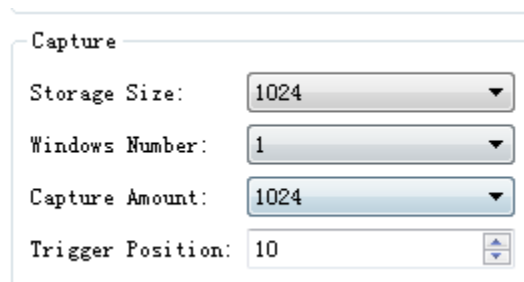 Capture
Storage Size: 1024
Windows Number: 1
Capture Amount: 1024
Trigger Position: 10